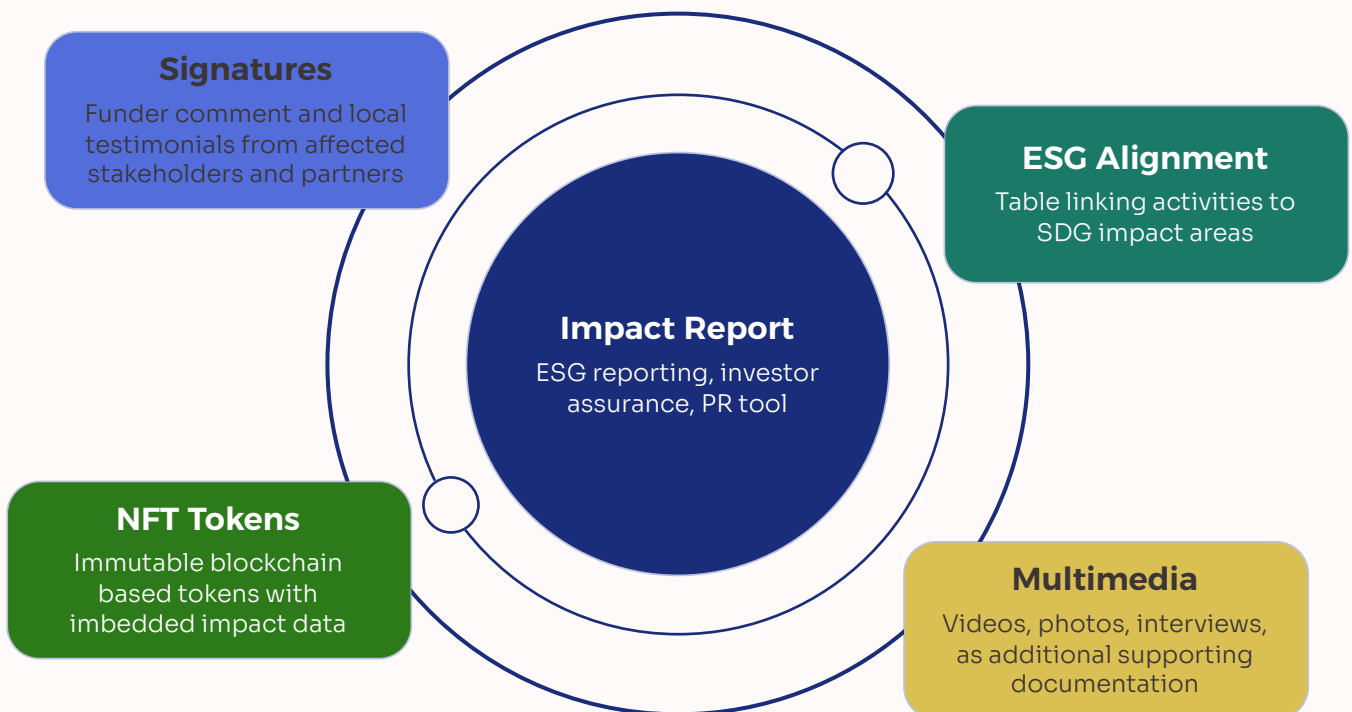 Signatures
Funder comment and local
testimonials from affected
stakeholders and partners
ESG Alignment
Table linking activities to
SDG impact areas
Impact Report
ESG reporting, investor
assurance, PR tool
NFT Tokens
Immutable blockchain
based tokens with
imbedded impact data
Multimedia
Videos, photos, interviews,
as additional supporting
documentation